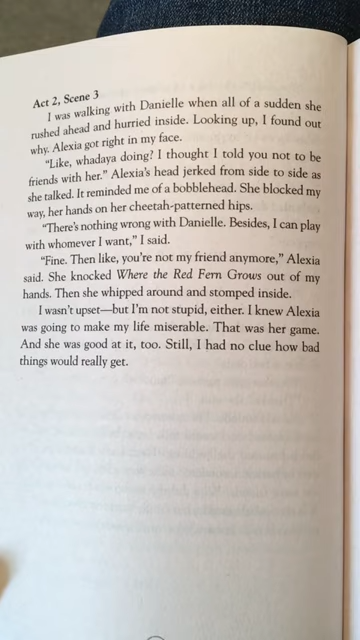 Act 2, Scene 3
I was walking with Danielle when all of a sudden she
rushed ahead and hurried inside. Looking up, I found out
why. Alexia got right in my face.
“Like, whadaya doing? I thought I told you not to be
friends with her.” Alexia’s head jerked from side to side as
she talked. It reminded me of a bobblehead. She blocked my
way, her hands on her cheetah-patterned hips.
“There’s nothing wrong with Danielle. Besides, I can play
with whomever I want,” I said.
“Fine. Then like, you’re not my friend anymore,” Alexia
said. She knocked Where the Red Fern Grows out of my
hands. Then she whipped around and stomped inside.
I wasn’t upset—but I’m not stupid, either. I knew Alexia
was going to make my life miserable. That was her game.
And she was good at it, too. Still, I had no clue how bad
things would really get.